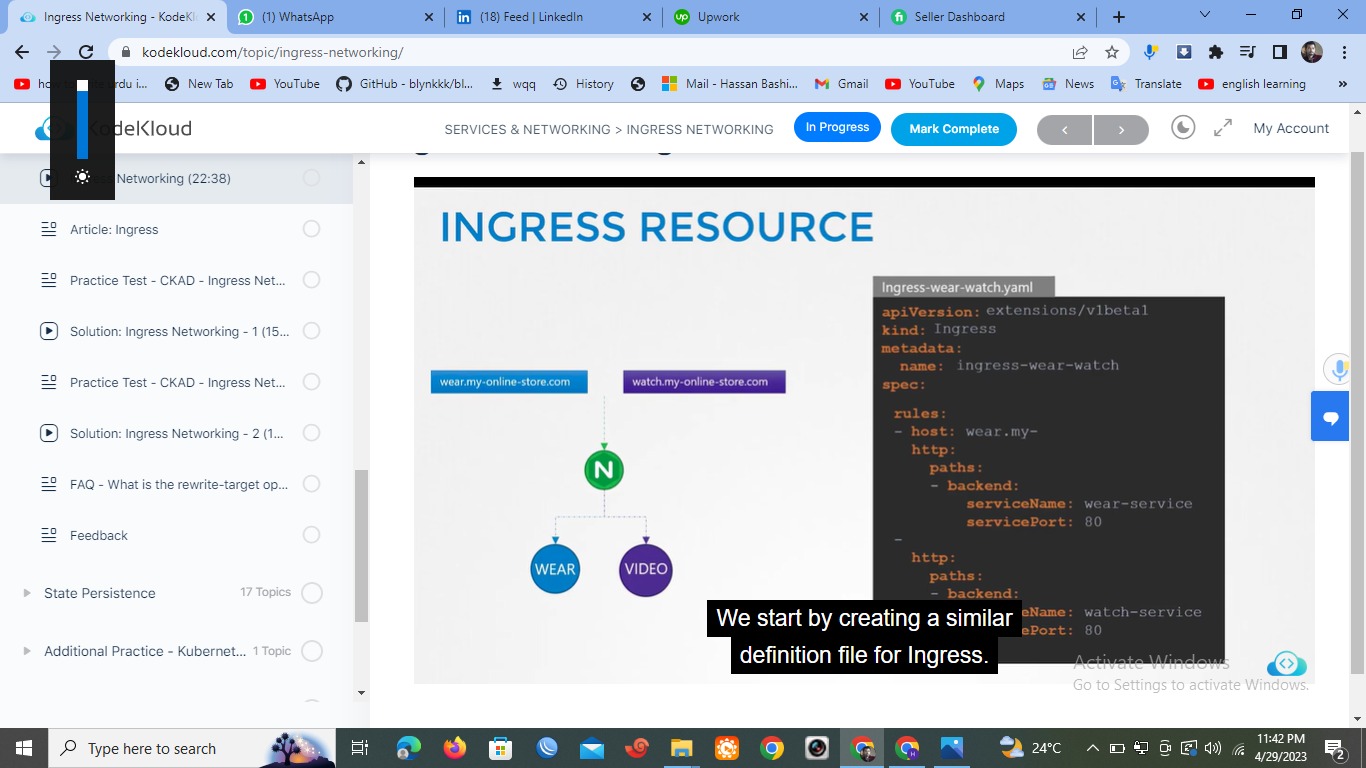 Ingress Networking - KodeKl
(1) WhatsApp
(18) Feed | LinkedIn
Upwork
Seller Dashboard
kodekloud.com/topic/ingress-networking/
urdu i...
New Tab
YouTube
GitHub - blynkkk/bl...
wqq
History
Mail - Hassan Bashi...
Gmail
YouTube
Maps
News
Translate
english learning
»
KodeKloud
SERVICES & NETWORKING > INGRESS NETWORKING
In Progress
Mark Complete
My Account
Networking (22:38)
Article: Ingress
Practice Test - CKAD - Ingress Net...
Solution: Ingress Networking - 1 (15...
Practice Test - CKAD - Ingress Net...
Solution: Ingress Networking - 2 (1...
FAQ - What is the rewrite-target op...
Feedback
State Persistence
17 Topics
Additional Practice - Kubernet...
1 Topic
INGRESS RESOURCE
wear.my-online-store.com
watch.my-online-store.com
N
WEAR
VIDEO
Ingress-wear-watch.yaml
apiVersion: extensions/v1beta1
kind: Ingress
metadata:
name: ingress-wear-watch
spec:
rules:
- host: wear.my-
http:
paths:
- backend:
serviceName: wear-service
servicePort: 80
-
http:
paths:
- backend:
eName: watch-service
ePort: 80
We start by creating a similar
definition file for Ingress.
Activate Windows
Go to Settings to activate Windows.
Type here to search
24°C
11:42 PM
4/29/2023
2